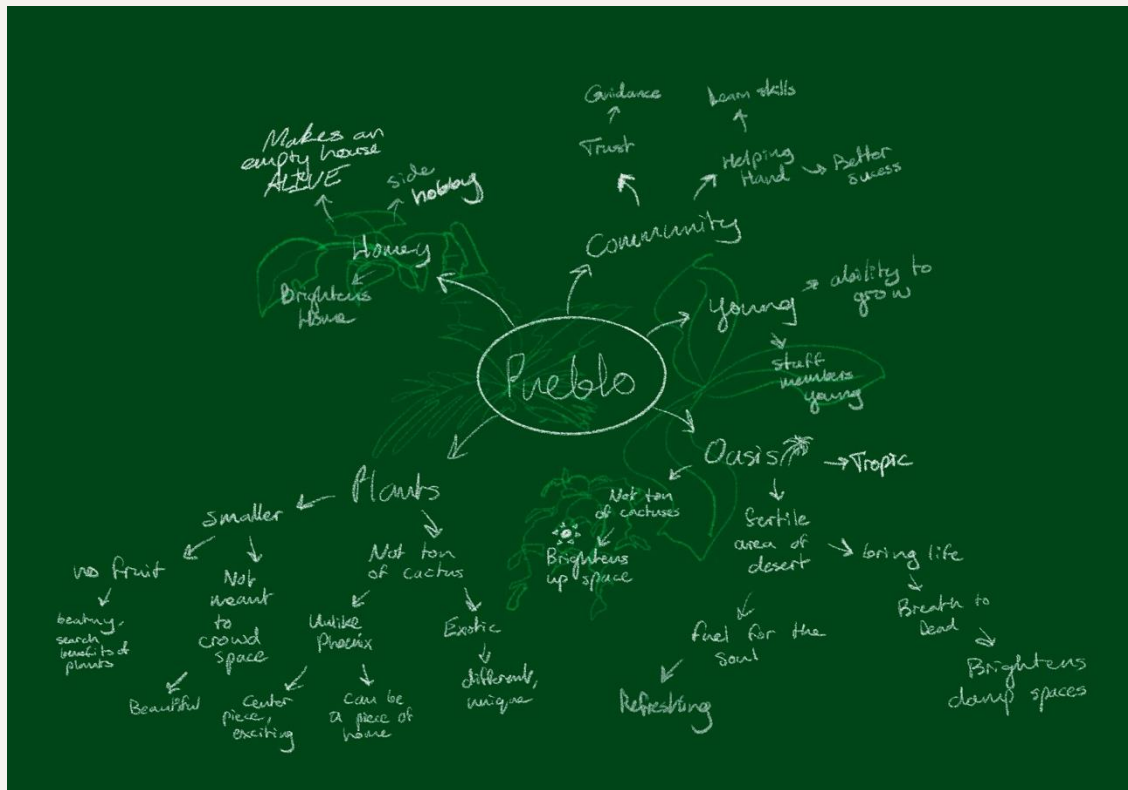 Guidance
Learn skills
Makes an
empty house
ALIVE
side
hobby
Trust
Helping
Hand
Better
sucess
Homey
Community
Brightens
Home
Young
ability to
grow
staff
members
young
Pueblo
Oasis
Tropic
Plants
smaller
Not ton
of cactuses
Brightens
up space
fertile
area of
desert
bring life
Not ton
of cactus
no fruit
Not
meant
to
crowd
space
search
benefits of
plants
Unlike
Phoenix
Exotic
Breath to
Dead
fuel for the
soul
Beautiful
Center
piece,
exciting
Can be
a piece of
home
different,
unique
Refreshing
Brightens
damp spaces